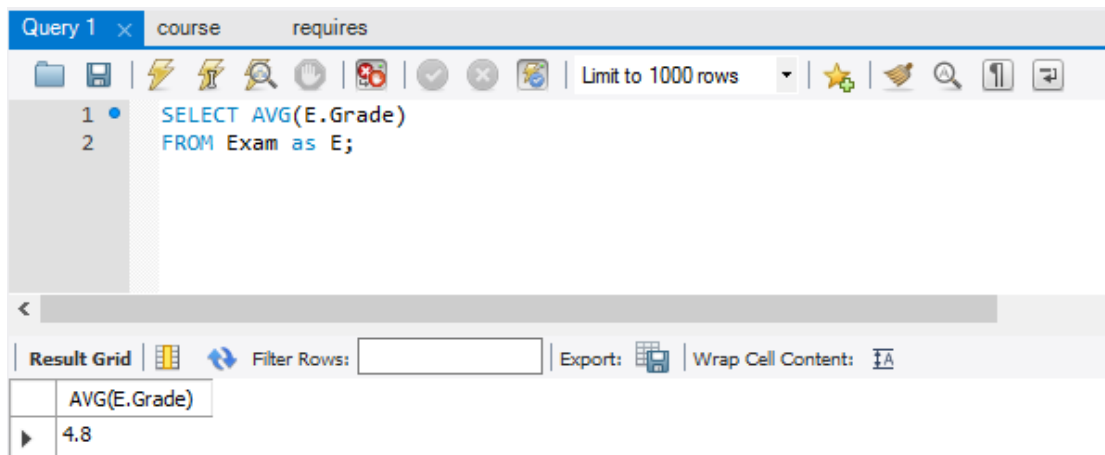 Query 1 × course requires
Limit to 1000 rows
1 SELECT AVG(E.Grade)
2 FROM Exam as E;
Result Grid Filter Rows: Export: Wrap Cell Content: IA
AVG(E.Grade)
4.8